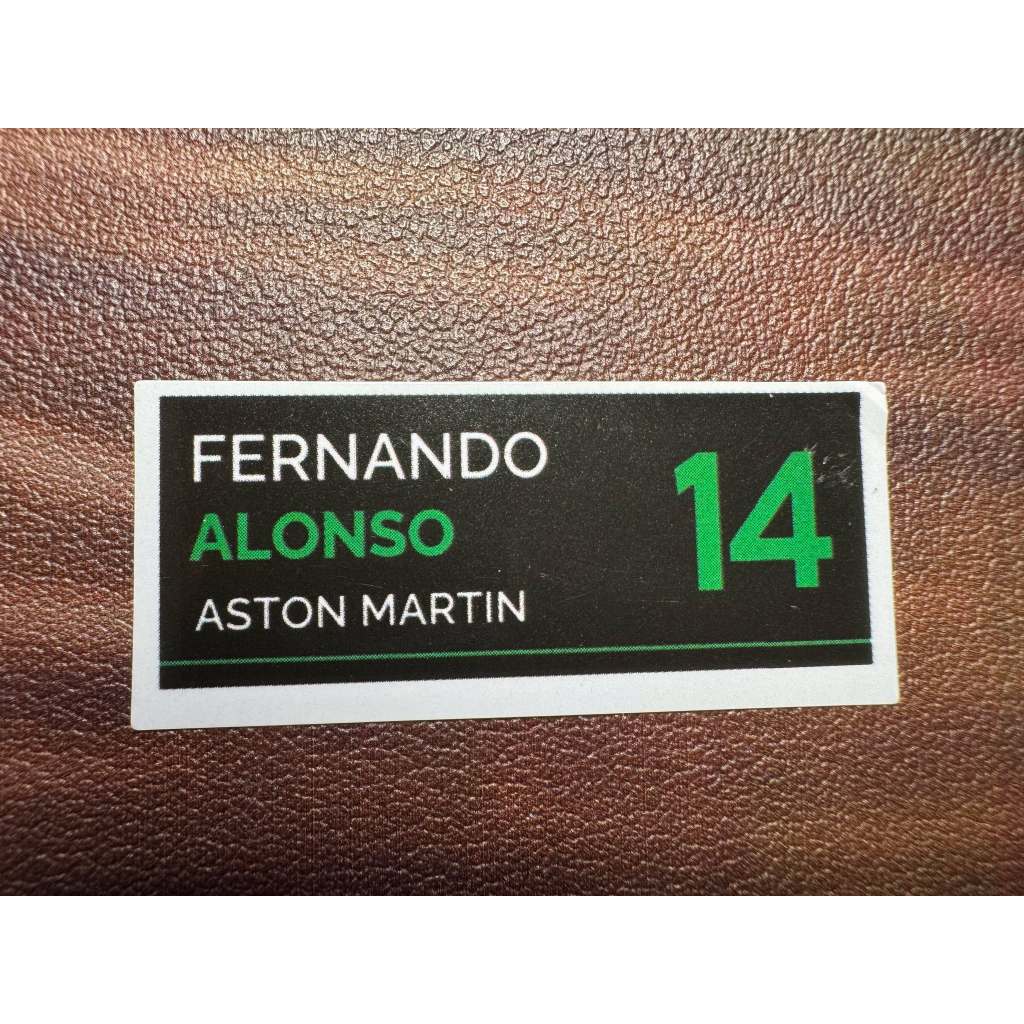 FERNANDO
ALONSO
ASTON MARTIN
14